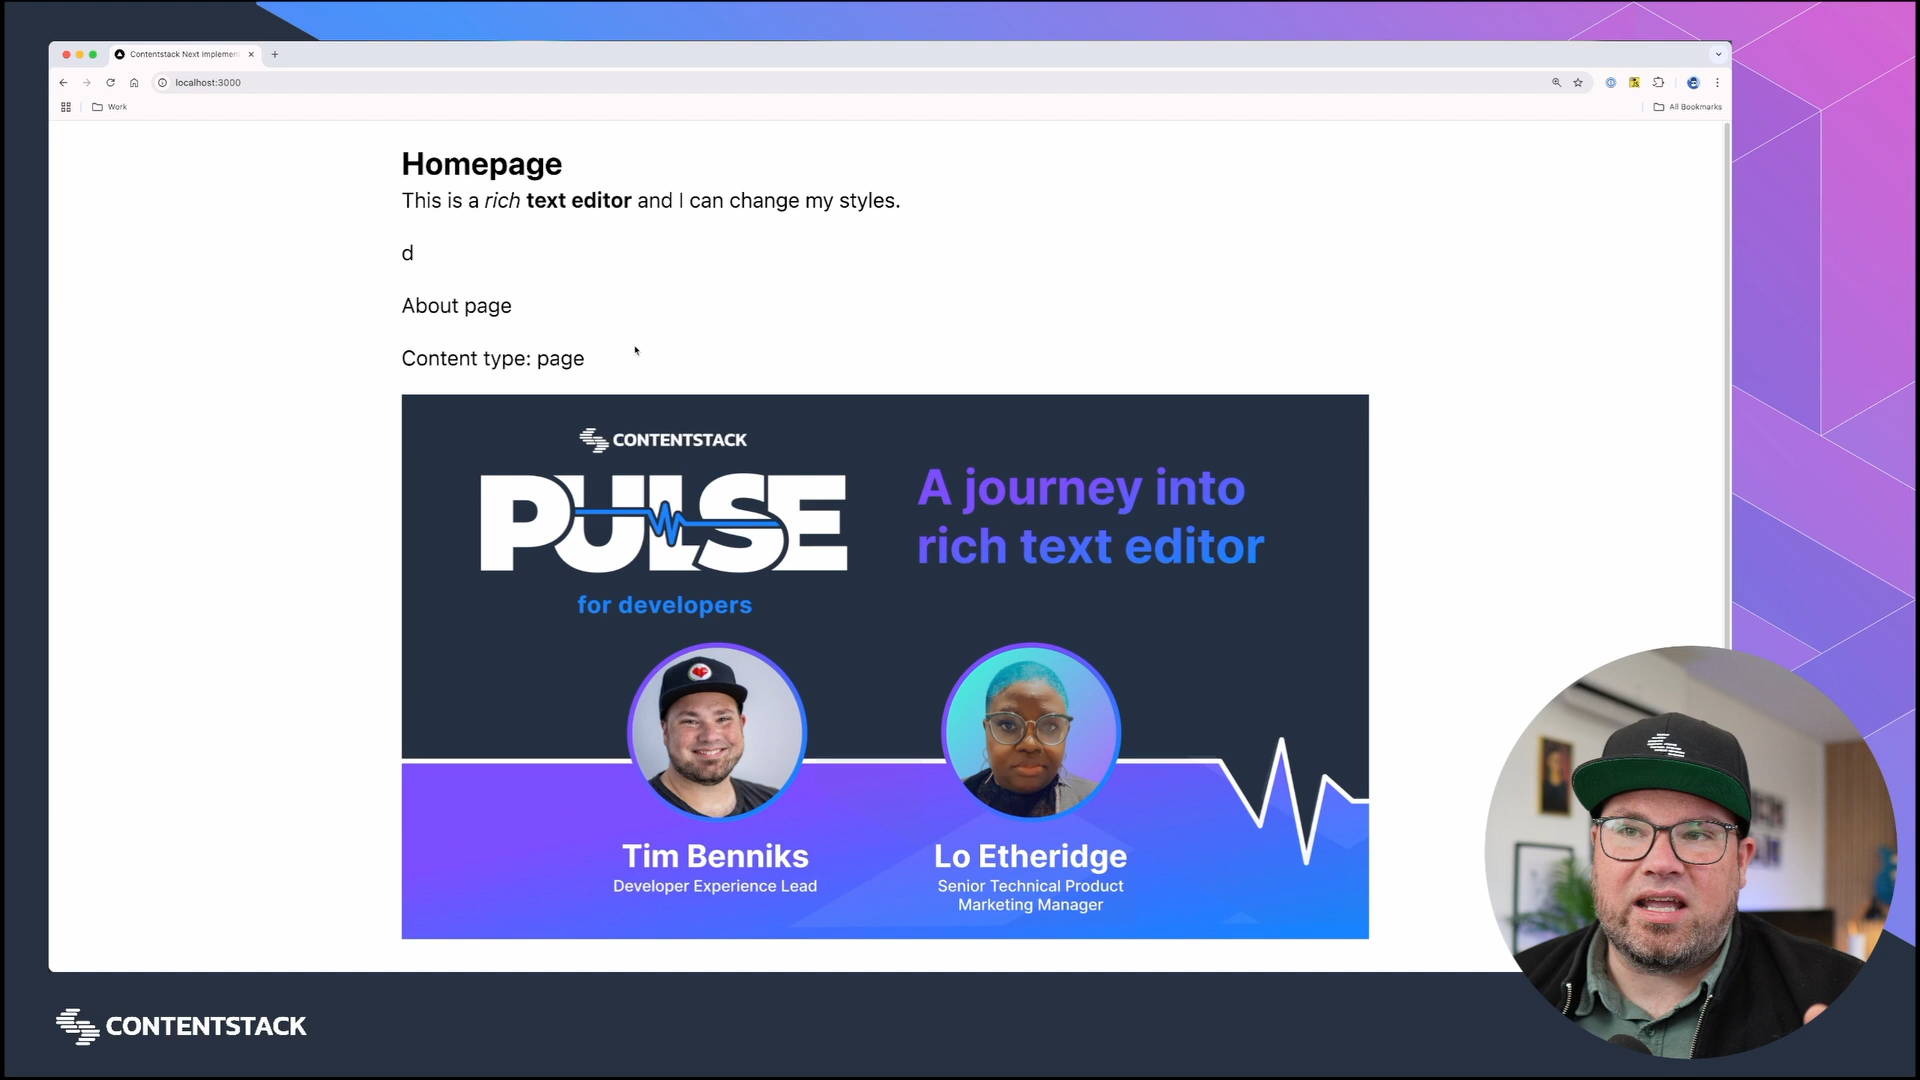 Contentstack Next Implemen
localhost:3000
Work
All Bookmarks
Homepage
This is a rich text editor and I can change my styles.
d
About page
Content type: page
CONTENTSTACK
PULSE
for developers
A journey into
rich text editor
Tim Benniks
Developer Experience Lead
Lo Etheridge
Senior Technical Product
Marketing Manager
CONTENTSTACK